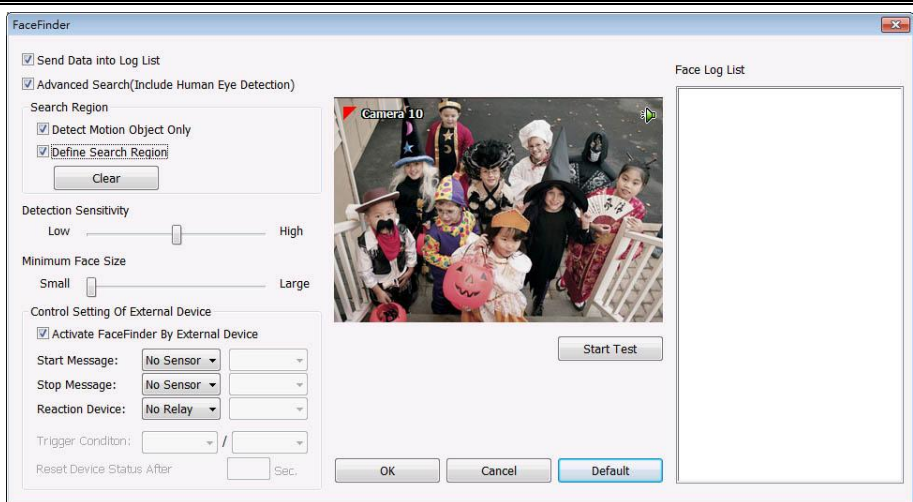 FaceFinder
Send Data into Log List
Advanced Search(Include Human Eye Detection)
Search Region
Detect Motion Object Only
Define Search Region
Clear
Detection Sensitivity
Low High
Minimum Face Size
Small Large
Control Setting Of External Device
Activate FaceFinder By External Device
Start Message: No Sensor
Stop Message: No Sensor
Reaction Device: No Relay
Trigger Conditon: /
Reset Device Status After Sec.
Camera 10
Start Test
OK Cancel Default
Face Log List